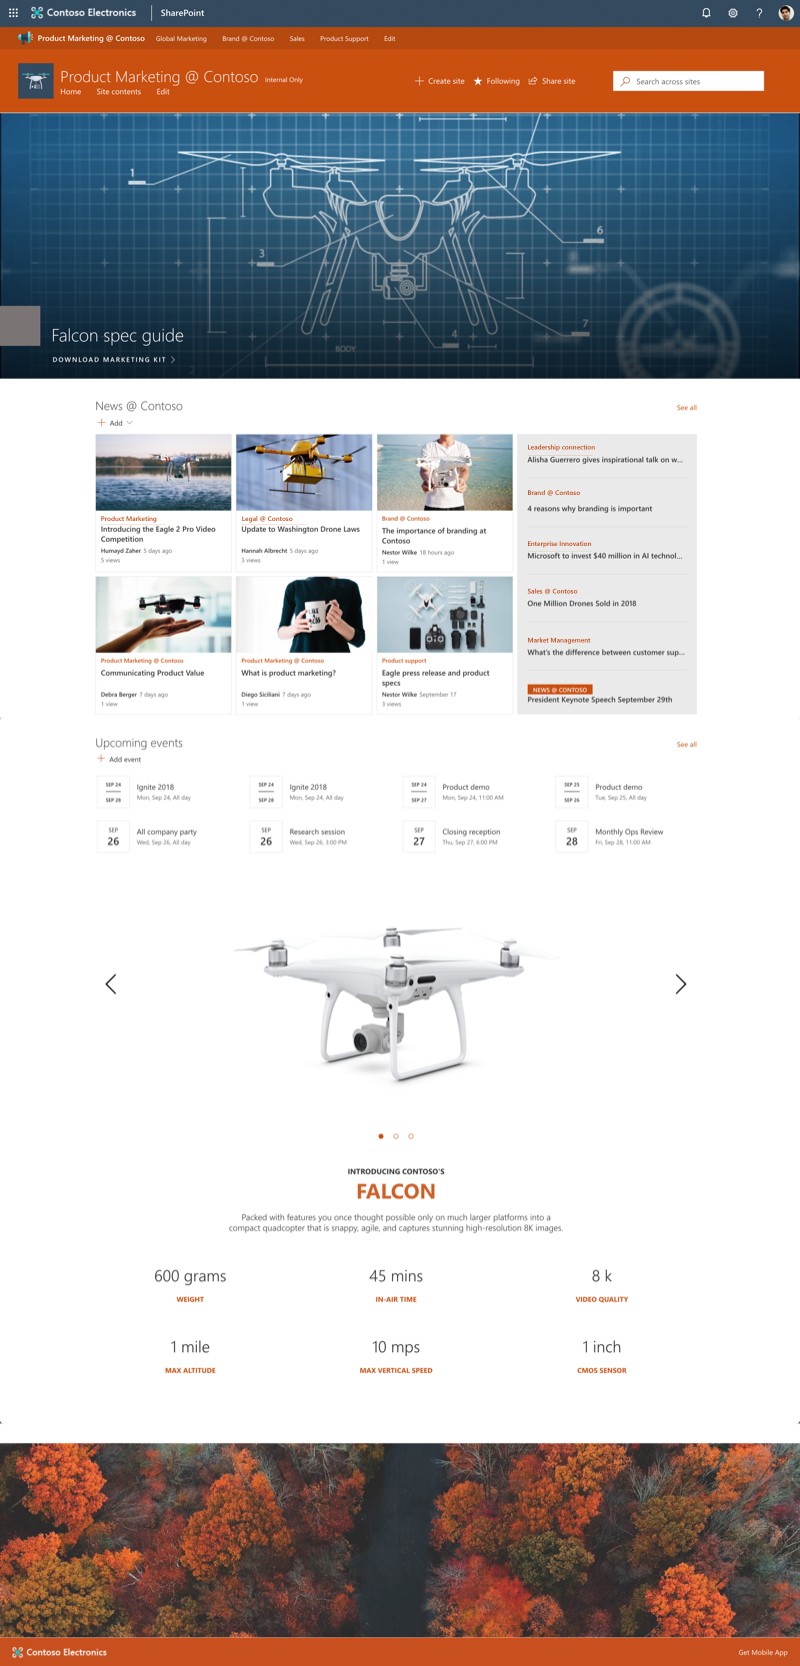 Contoso Electronics
SharePoint
?
Product Marketing @ Contoso
Global Marketing
Brand @ Contoso
Sales
Product Support
Edit
Product Marketing @ Contoso
Internal Only
Home
Site contents
Edit
Create site
Following
Share site
Search across sites
1
3
6
7
4
BODY
Falcon spec guide
DOWNLOAD MARKETING KIT
News @ Contoso
See all
Add
Product Marketing
Introducing the Eagle 2 Pro Video
Competition
Humayd Zaher 5 days ago
5 views
Legal @ Contoso
Update to Washington Drone Laws
Hannah Albrecht 5 days ago
3 views
Brand @ Contoso
The importance of branding at
Contoso
Nestor Wilke 18 hours ago
1 view
Product Marketing @ Contoso
Communicating Product Value
Debra Berger 7 days ago
1 view
Product Marketing @ Contoso
What is product marketing?
Diego Siciliani 7 days ago
1 view
Product support
Eagle press release and product
specs
Nestor Wilke September 17
3 views
Leadership connection
Alisha Guerrero gives inspirational talk on w...
Brand @ Contoso
4 reasons why branding is important
Enterprise Innovation
Microsoft to invest $40 million in AI technol...
Sales @ Contoso
One Million Drones Sold in 2018
Market Management
What's the difference between customer sup...
NEWS @ CONTOSO
President Keynote Speech September 29th
Upcoming events
See all
Add event
SEP 24
SEP 28
Ignite 2018
Mon, Sep 24, All day
SEP 24
SEP 28
Ignite 2018
Mon, Sep 24, All day
SEP 24
SEP 27
Product demo
Mon, Sep 24, 11:00 AM
SEP 25
SEP 26
Product demo
Tue, Sep 25, All day
SEP
26
All company party
Wed, Sep 26, All day
SEP
26
Research session
Wed, Sep 26, 3:00 PM
SEP
27
Closing reception
Thu, Sep 27, 6:00 PM
SEP
28
Monthly Ops Review
Fri, Sep 28, 11:00 AM
INTRODUCING CONTOSO'S
FALCON
Packed with features you once thought possible only on much larger platforms into a
compact quadcopter that is snappy, agile, and captures stunning high-resolution 8K images.
600 grams
WEIGHT
45 mins
IN-AIR TIME
8 k
VIDEO QUALITY
1 mile
MAX ALTITUDE
10 mps
MAX VERTICAL SPEED
1 inch
CMOS SENSOR
Contoso Electronics
Get Mobile App